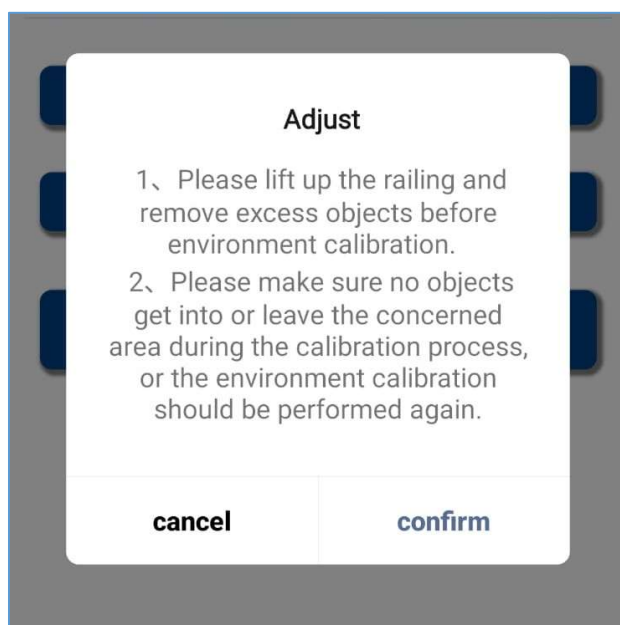 Adjust
1、Please lift up the railing and
remove excess objects before
environment calibration.
2、Please make sure no objects
get into or leave the concerned
area during the calibration process,
or the environment calibration
should be performed again.
cancel
confirm